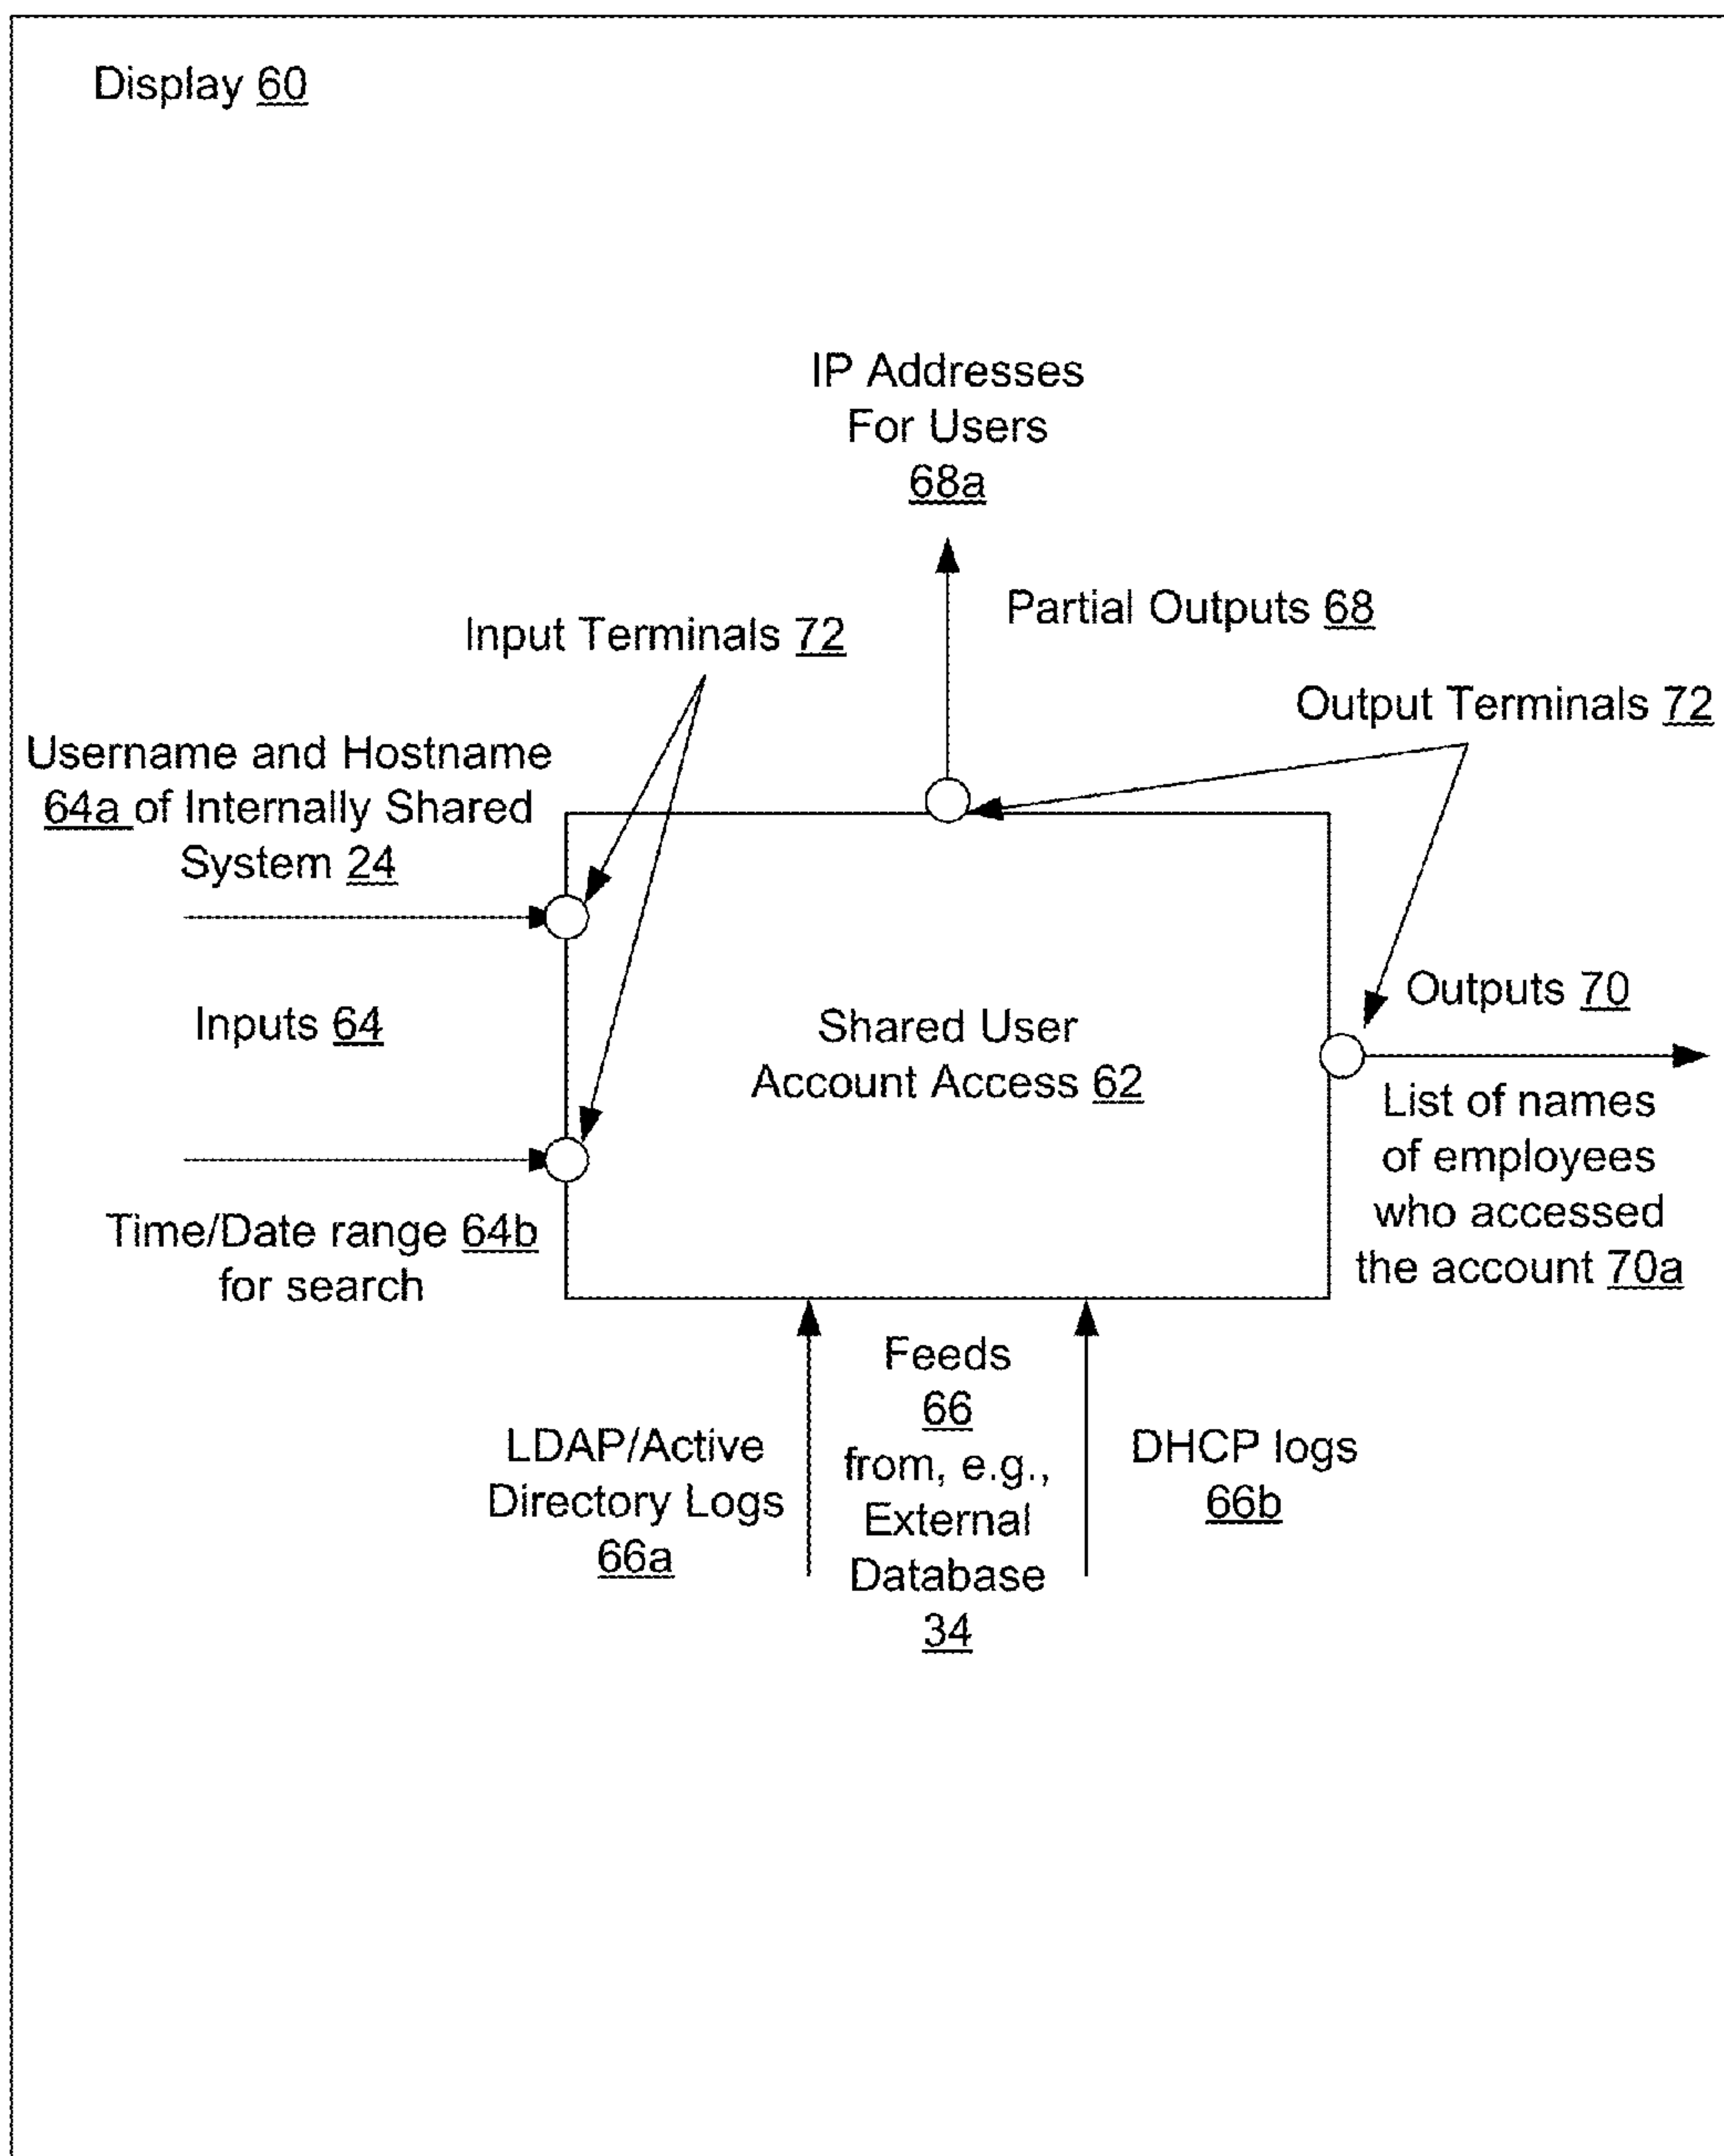 Display 60
IP Addresses
For Users
68a
Partial Outputs 68
Input Terminals 72
Output Terminals 72
Username and Hostname
64a of Internally Shared
System 24
Inputs 64
Shared User
Account Access 62
Outputs 70
List of names
of employees
who accessed
the account 70a
Time/Date range 64b
for search
Feeds
66
from, e.g.,
External
Database
34
LDAP/Active
Directory Logs
66a
DHCP logs
66b